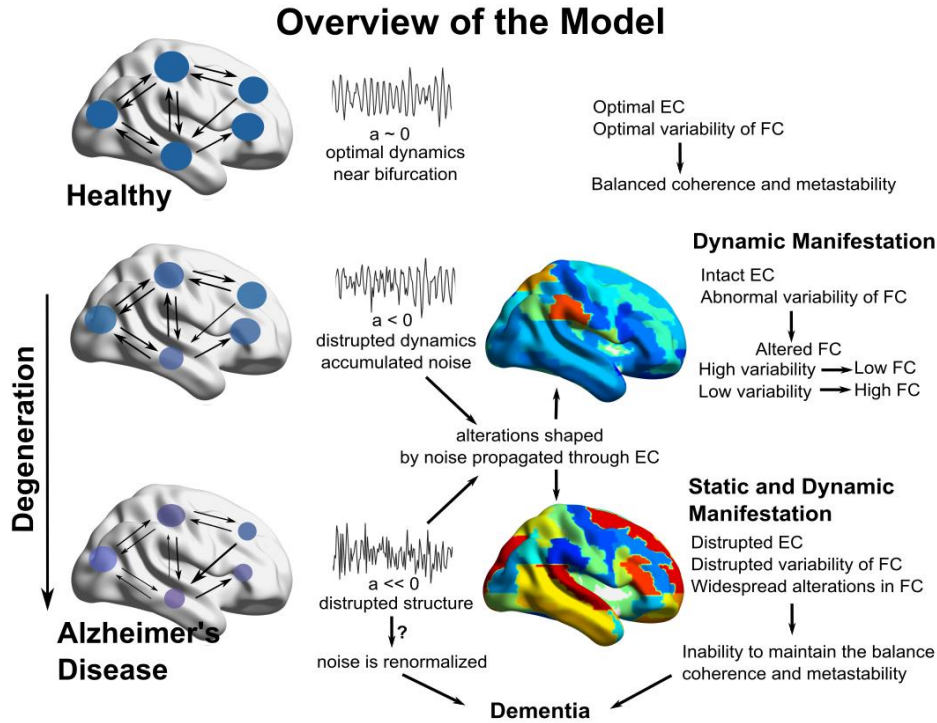 Overview of the Model
Healthy
a ~ 0
optimal dynamics
near bifurcation
Optimal EC
Optimal variability of FC
Balanced coherence and metastability
Degeneration
a < 0
distrupted dynamics
accumulated noise
Dynamic Manifestation
Intact EC
Abnormal variability of FC
Altered FC
High variability Low FC
Low variability High FC
alterations shaped
by noise propagated through EC
Alzheimer's
Disease
a << 0
distrupted structure
?
noise is renormalized
Static and Dynamic
Manifestation
Distrupted EC
Distrupted variability of FC
Widespread alterations in FC
Inability to maintain the balance
coherence and metastability
Dementia